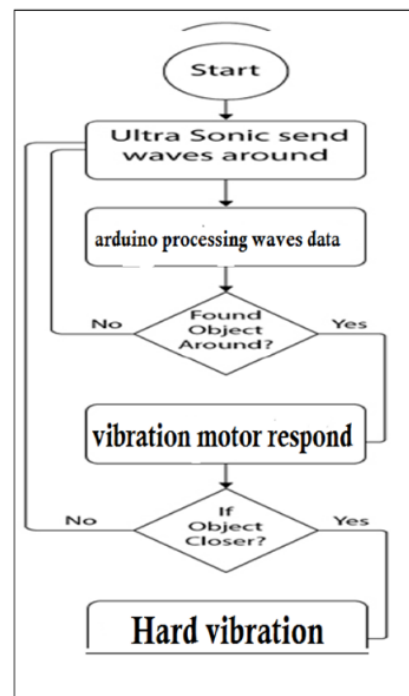 Start
Ultra Sonic send
waves around
arduino processing waves data
Found
Object
Around?
No
Yes
vibration motor respond
If
Object
Closer?
No
Yes
Hard vibration